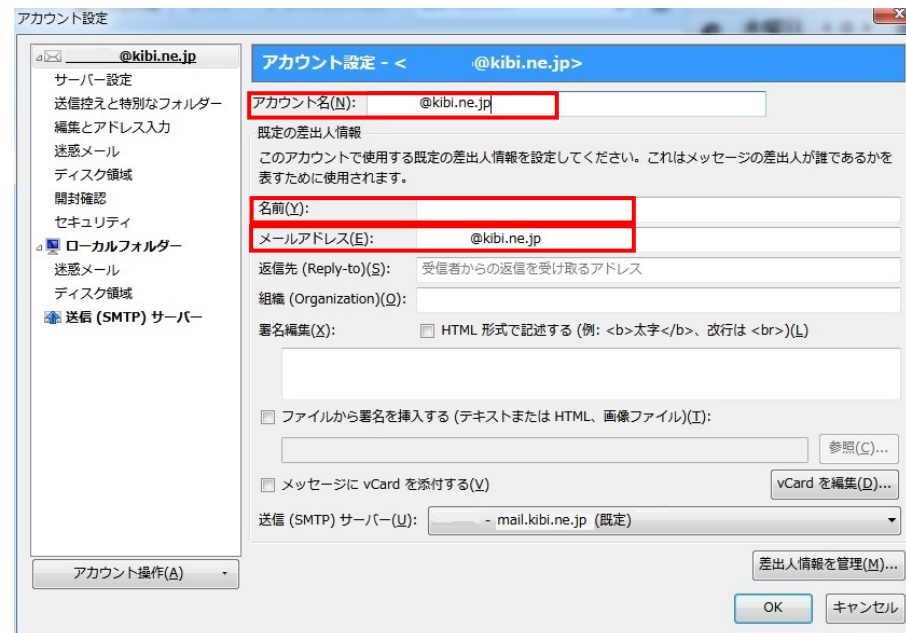 アカウント設定
@kibi.ne.jp
サーバー設定
送信控えと特別なフォルダー
編集とアドレス入力
迷惑メール
ディスク領域
開封確認
セキュリティ
ローカルフォルダー
迷惑メール
ディスク領域
送信 (SMTP) サーバー
アカウント操作(A)
アカウント設定 - < @kibi.ne.jp>
アカウント名(N): @kibi.ne.jp
既定の差出人情報
このアカウントで使用する既定の差出人情報を設定してください。これはメッセージの差出人が誰であるかを
表すために使用されます。
名前(Y):
メールアドレス(E): @kibi.ne.jp
返信先 (Reply-to)(S): 受信者からの返信を受け取るアドレス
組織 (Organization)(O):
署名編集(X): HTML 形式で記述する (例: <b>太字</b>、改行は <br>)(L)
ファイルから署名を挿入する (テキストまたは HTML、画像ファイル)(T):
参照(C)...
メッセージに vCard を添付する(V)
vCard を編集(D)...
送信 (SMTP) サーバー(U): - mail.kibi.ne.jp (既定)
差出人情報を管理(M)...
OK
キャンセル